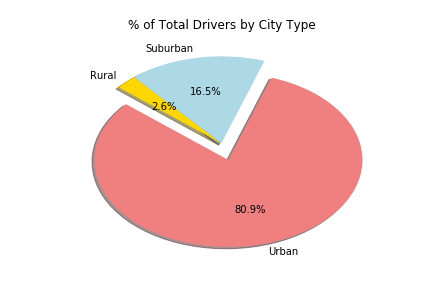 % of Total Drivers by City Type
Suburban
Rural
16.5%
2.6%
80.9%
Urban